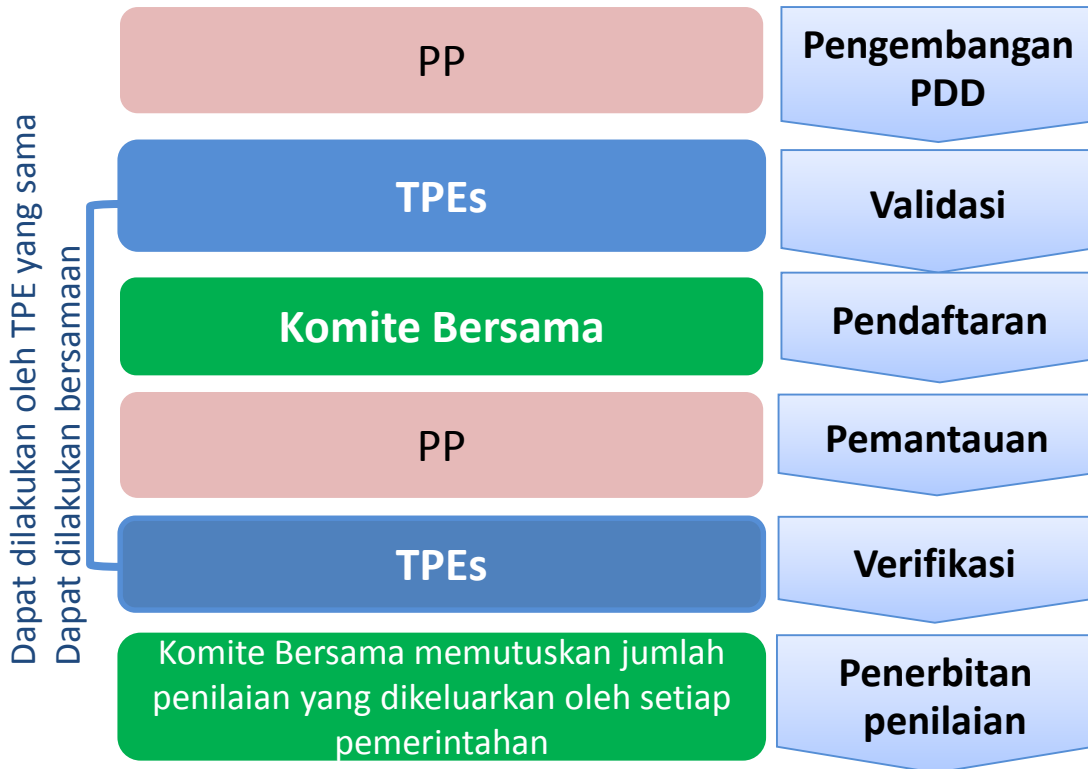 PP
Pengembangan
PDD
TPEs
Validasi
Komite Bersama
Pendaftaran
PP
Pemantauan
TPEs
Verifikasi
Komite Bersama memutuskan jumlah
penilaian yang dikeluarkan oleh setiap
pemerintahan
Penerbitan
penilaian
Dapat dilakukan oleh TPE yang sama
Dapat dilakukan bersamaan